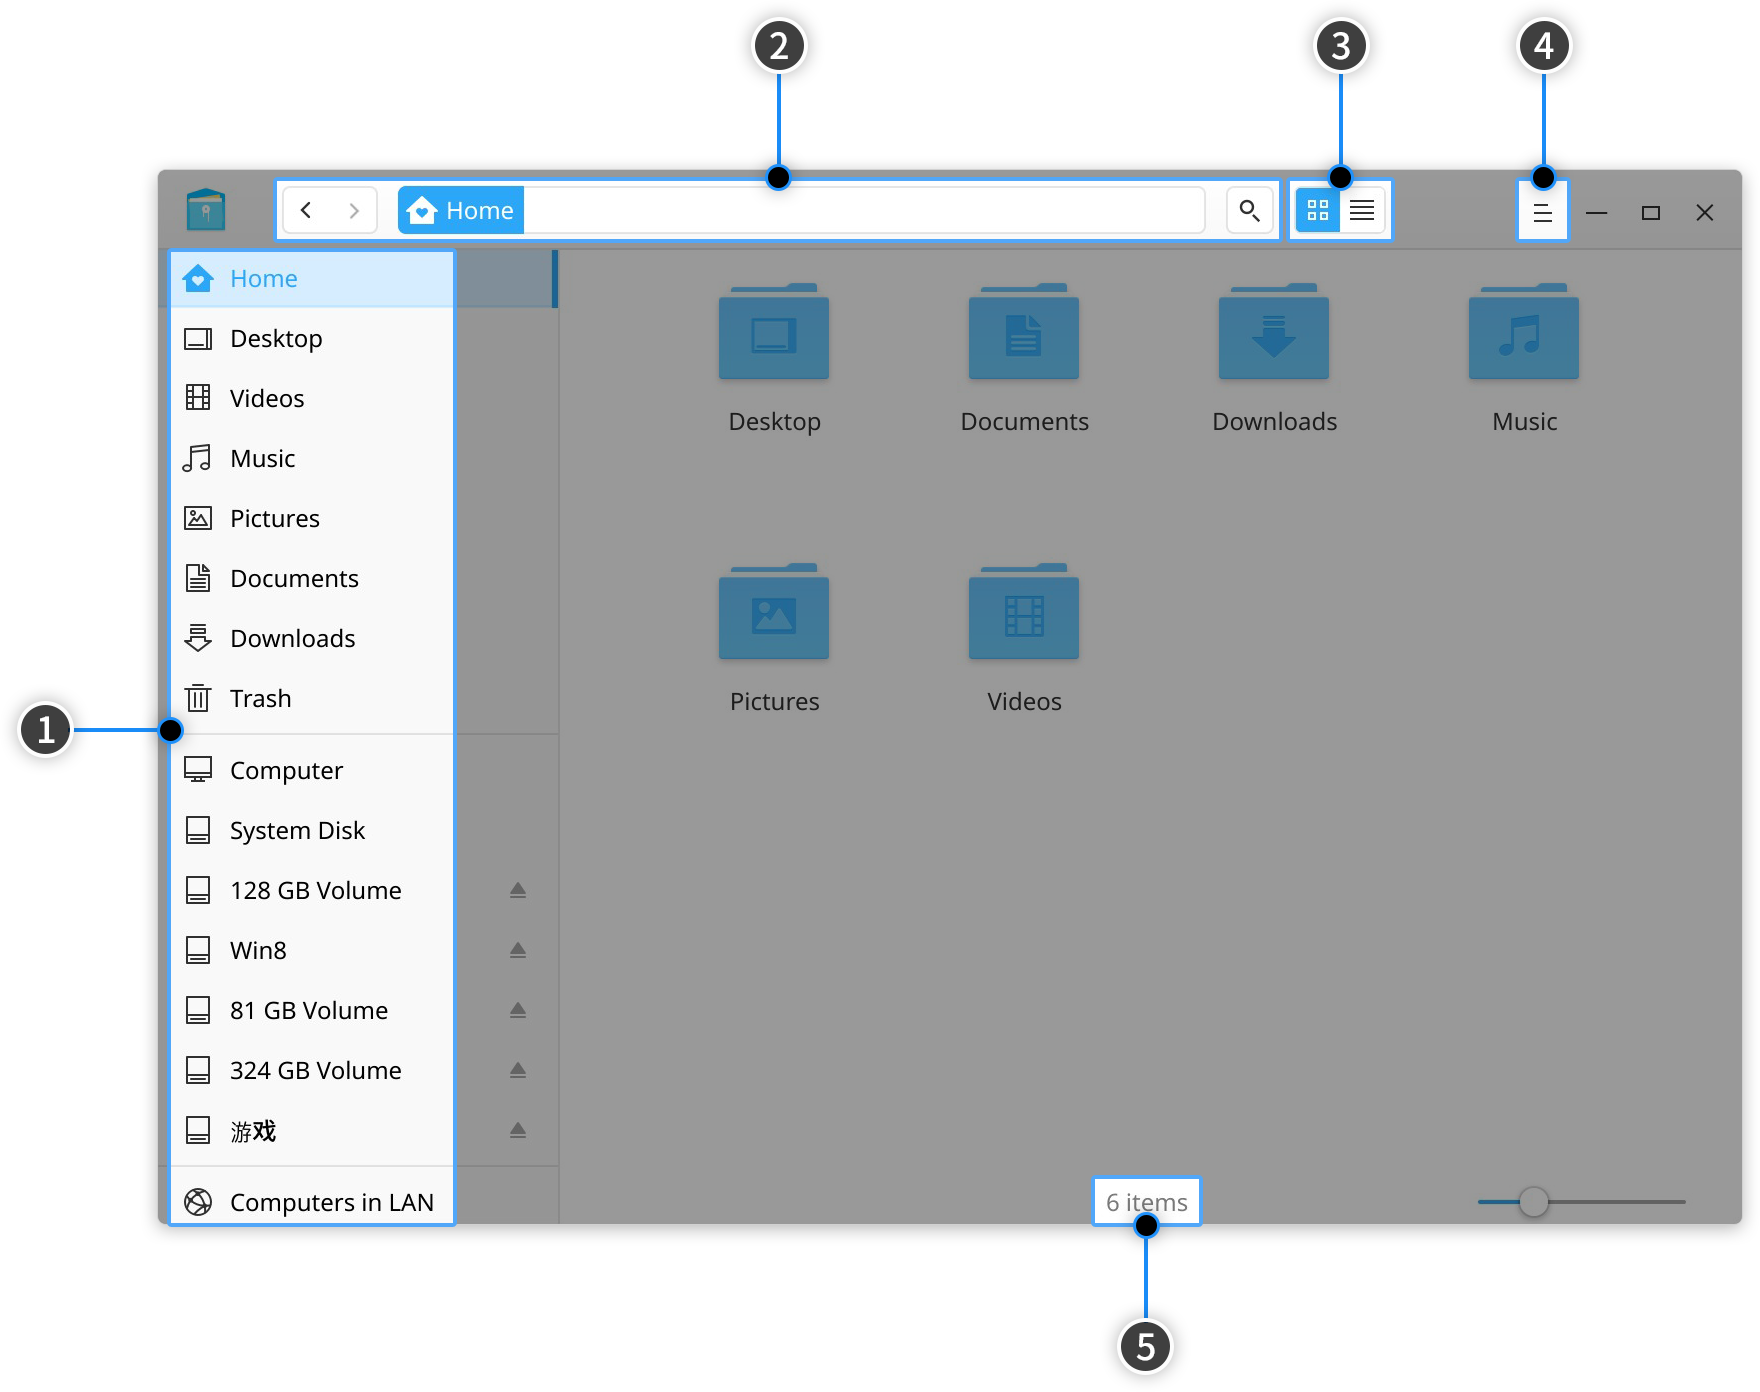 2
3
4
Home
Home
Desktop
Videos
Music
Pictures
Documents
Downloads
Trash
1
Computer
System Disk
128 GB Volume
Win8
81 GB Volume
324 GB Volume
游戏
Computers in LAN
Desktop
Documents
Downloads
Music
Pictures
Videos
6 items
5